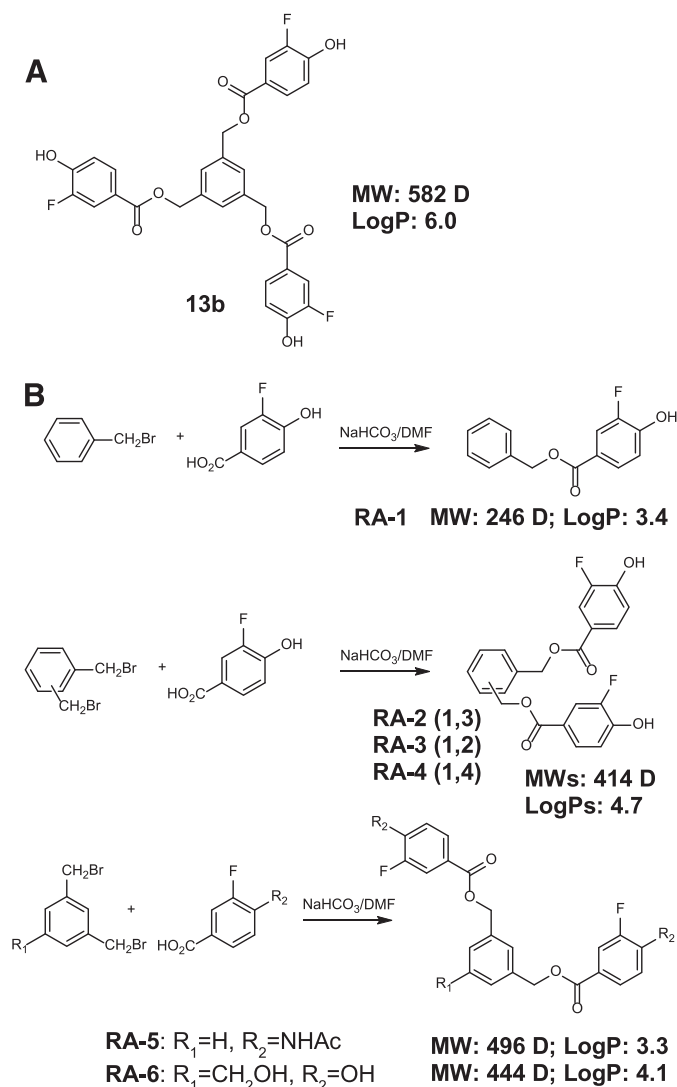 A
F
OH
O
O
HO
F
O
O
O
O
F
OH
13b
MW: 582 D
LogP: 6.0
B
CH₂Br
+
F
OH
CO₂H
NaHCO₃/DMF
F
OH
O
O
RA-1 MW: 246 D; LogP: 3.4
CH₂Br
CH₂Br
+
F
OH
HO₂C
NaHCO₃/DMF
F
OH
O
O
F
O
OH
O
RA-2 (1,3)
RA-3 (1,2)
RA-4 (1,4)
MWs: 414 D
LogPs: 4.7
CH₂Br
R₁
CH₂Br
+
F
R₂
HO₂C
NaHCO₃/DMF
R₂
F
O
O
F
R₂
O
R₁
O
RA-5: R₁=H, R₂=NHAc
MW: 496 D; LogP: 3.3
RA-6: R₁=CH₂OH, R₂=OH
MW: 444 D; LogP: 4.1